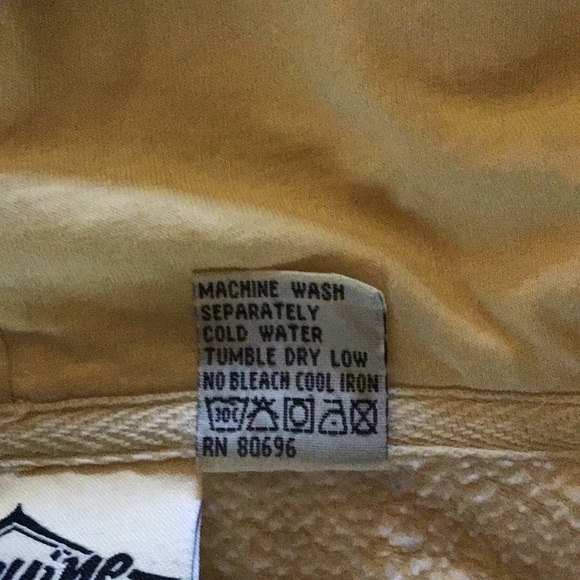 MACHINE WASH
SEPARATELY
COLD WATER
TUMBLE DRY LOW
NO BLEACH COOL IRON
30C
RN 80696